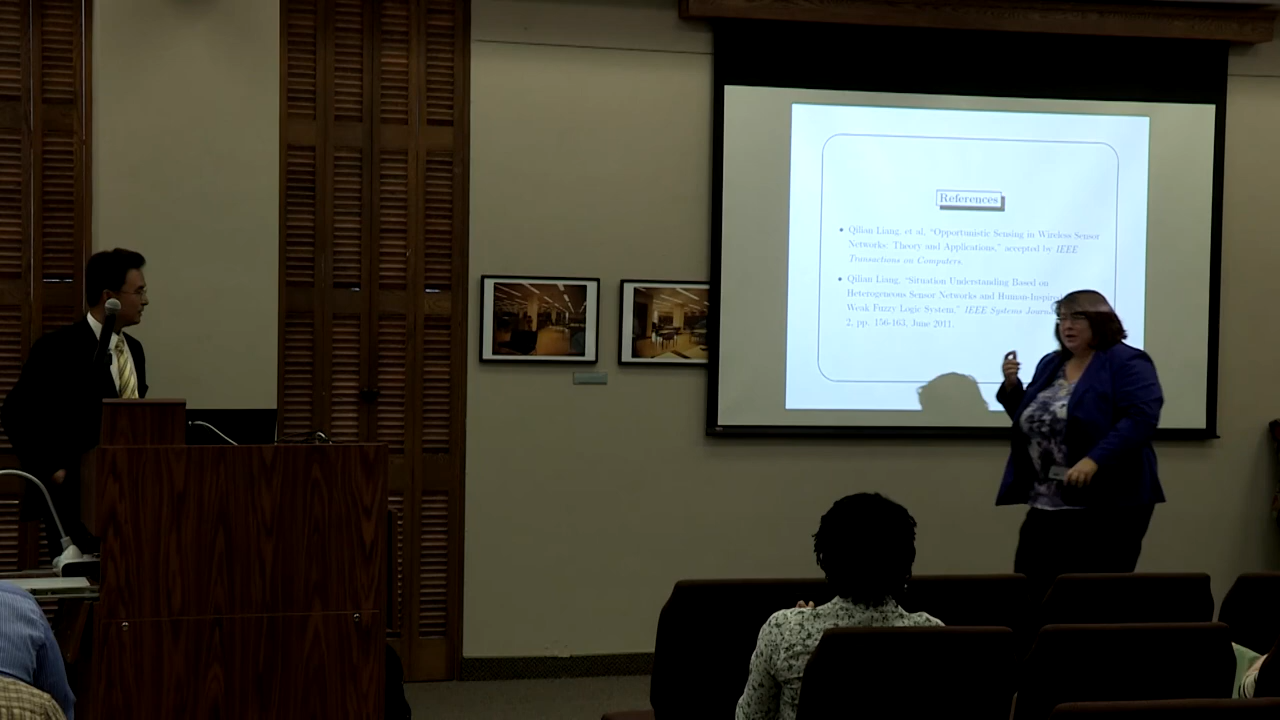 References
• Qilian Liang, et al, "Opportunistic Sensing in Wireless Sensor
Networks: Theory and Applications," accepted by IEEE
Transactions on Computers.
• Qilian Liang, "Situation Understanding Based on
Heterogeneous Sensor Networks and Human-Inspired
Weak Fuzzy Logic System," IEEE Systems Journ
2, pp. 156-163, June 2011.